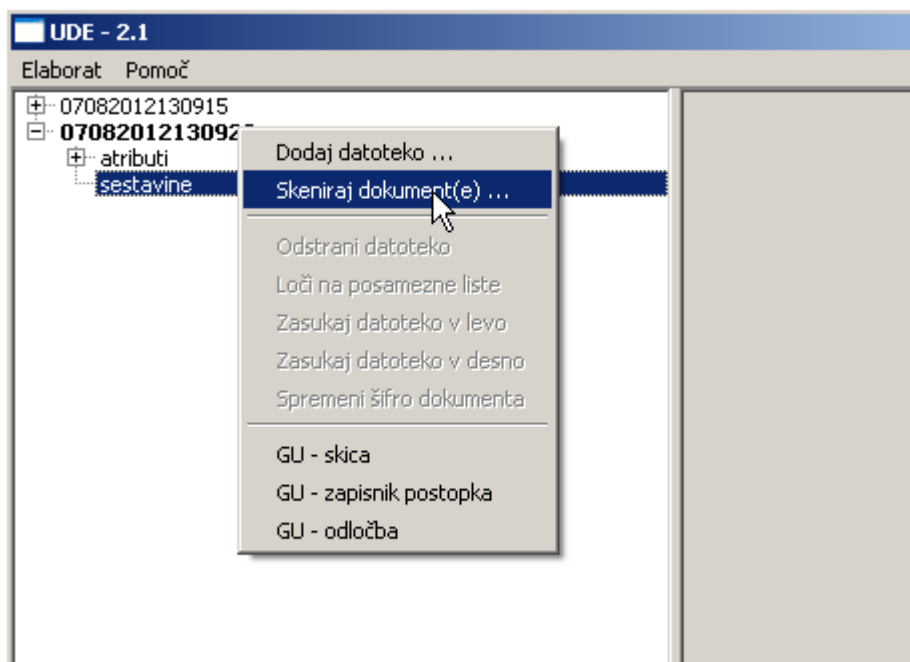 UDE - 2.1
Elaborat Pomoč
07082012130915
atributi
sestavine
Dodaj datoteko ...
Skeniraj dokument(e) ...
Odstrani datoteko
Loči na posamezne liste
Zasukaj datoteko v levo
Zasukaj datoteko v desno
Spremeni šifro dokumenta
GU - skica
GU - zapisnik postopka
GU - odločba